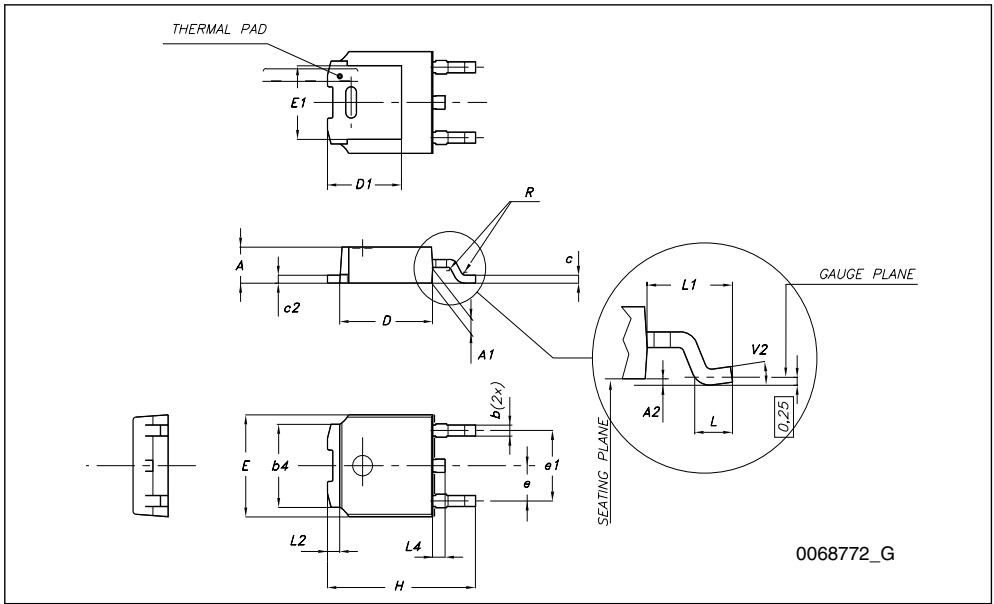 THERMAL PAD
E1
D1
R
A
c
c2
D
A1
L1
GAUGE PLANE
V2
A2
L
0,25
SEATING PLANE
b(2x)
E
b4
e1
e
L2
L4
H
0068772_G